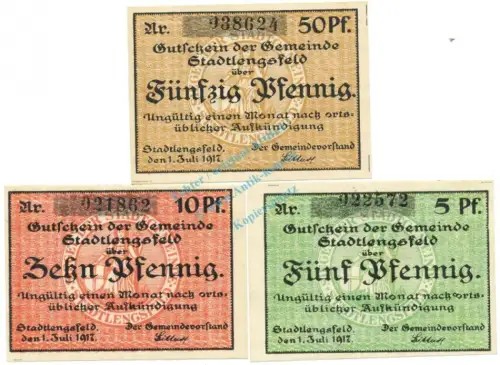 Nr. 938624 50 Pf.
Gutschein der Gemeinde
Stadtlengsfeld
über
Fünfzig Pfennig.
Ungültig einen Monat nach orts-
üblicher Aufkündigung
Stadtlengsfeld. Der Gemeindevorstand
den 1. Juli 1917.
Nr. 921862 10 Pf.
Gutschein der Gemeinde
Stadtlengsfeld
über
Zehn Pfennig.
Ungültig einen Monat nach orts-
üblicher Aufkündigung
Stadtlengsfeld. Der Gemeindevorstand
den 1. Juli 1917.
Nr. 922572 5 Pf.
Gutschein der Gemeinde
Stadtlengsfeld
über
Fünf Pfennig.
Ungültig einen Monat nach orts-
üblicher Aufkündigung
Stadtlengsfeld. Der Gemeindevorstand
den 1. Juli 1917.